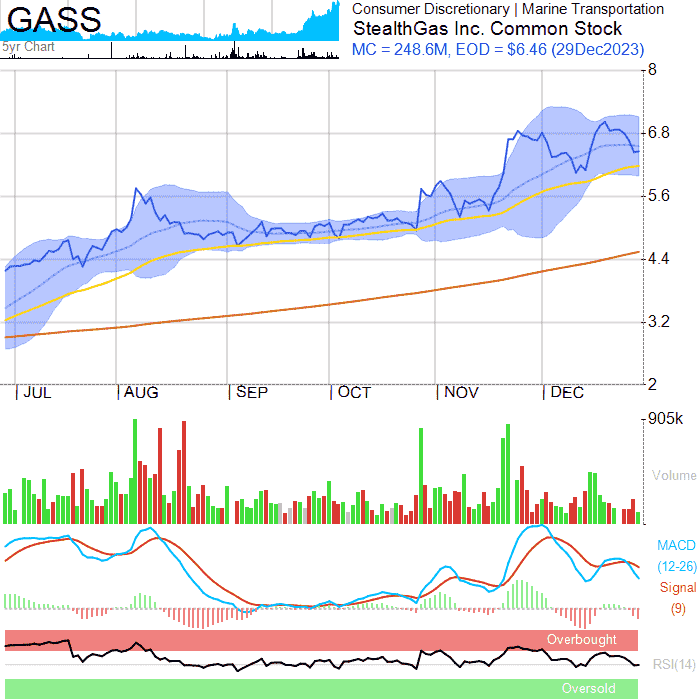 GASS
5yr Chart
Consumer Discretionary | Marine Transportation
StealthGas Inc. Common Stock
MC = 248.6M, EOD = $6.46 (29Dec2023)
8
6.8
5.6
4.4
3.2
2
| JUL | AUG | SEP | OCT | NOV | DEC
905k
Volume
MACD
(12-26)
Signal
(9)
Overbought
RSI(14)
Oversold